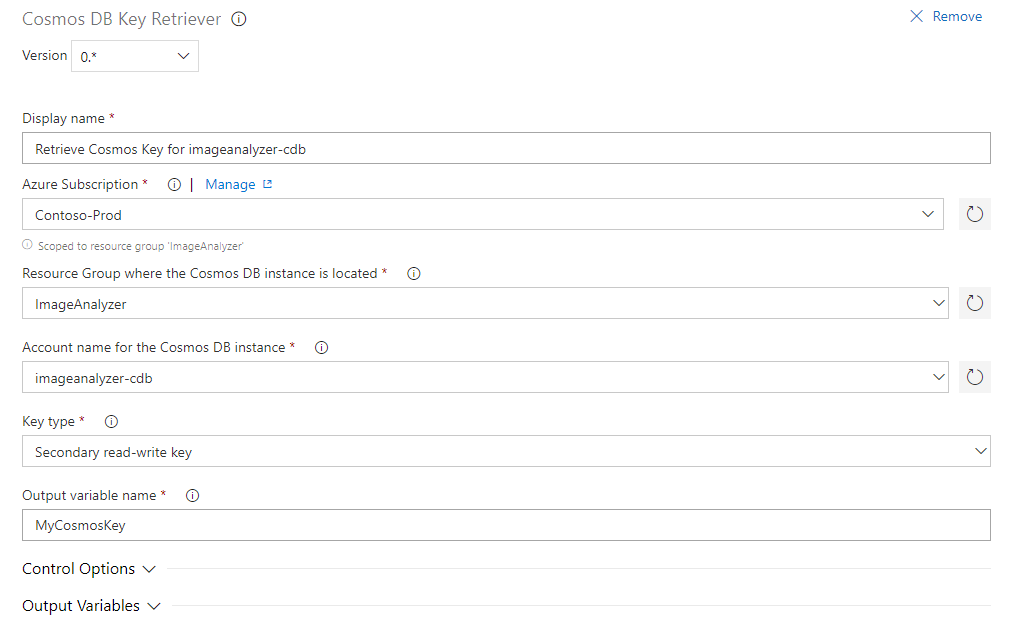 Cosmos DB Key Retriever
Remove
Version 0.*
Display name *
Retrieve Cosmos Key for imageanalyzer-cdb
Azure Subscription * | Manage
Contoso-Prod
Scoped to resource group 'ImageAnalyzer'
Resource Group where the Cosmos DB instance is located *
ImageAnalyzer
Account name for the Cosmos DB instance *
imageanalyzer-cdb
Key type *
Secondary read-write key
Output variable name *
MyCosmosKey
Control Options
Output Variables